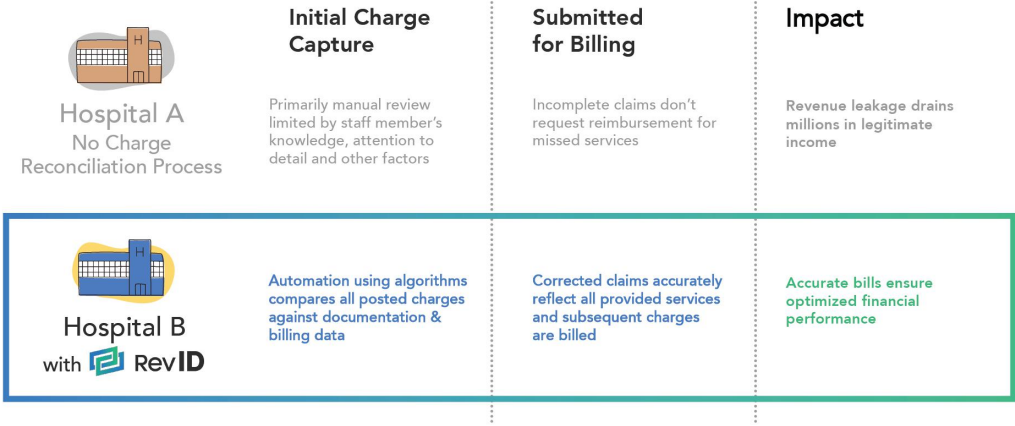 Initial Charge
Capture
Submitted
for Billing
Impact
H
Hospital A
No Charge
Reconciliation Process
Primarily manual review
limited by staff member's
knowledge, attention to
detail and other factors
Incomplete claims don't
request reimbursement for
missed services
Revenue leakage drains
millions in legitimate
income
H
Hospital B
with RevID
Automation using algorithms
compares all posted charges
against documentation &
billing data
Corrected claims accurately
reflect all provided services
and subsequent charges
are billed
Accurate bills ensure
optimized financial
performance